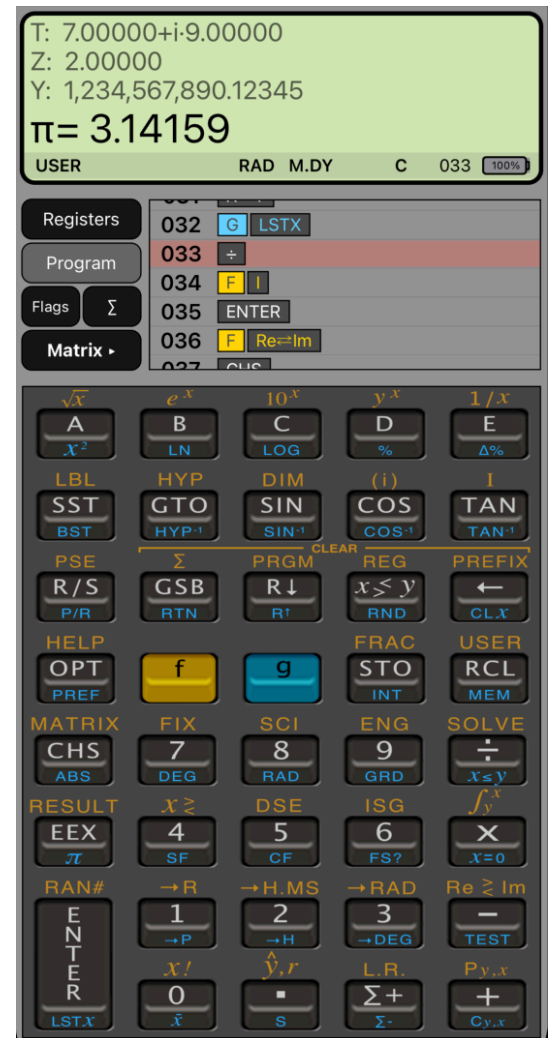 T: 7.00000+i·9.00000
Z: 2.00000
Y: 1,234,567,890.12345
π= 3.14159
USER RAD M.DY C 033 100%
Registers
Program
Flags Σ
Matrix ▸
032 G LSTX
033 ÷
034 F I
035 ENTER
036 F Re⇄Im
037 CHS
√x e^x 10^x y^x 1/x
A B C D E
x² LN LOG % Δ%
LBL HYP DIM (i) I
SST GTO SIN COS TAN
BST HYP-1 SIN-1 COS-1 TAN-1
CLEAR
PSE Σ PRGM REG PREFIX
R/S GSB R↓ x≷y ←
P/R RTN R↑ RND CLx
HELP FRAC USER
OPT f g STO RCL
PREF INT MEM
MATRIX FIX SCI ENG SOLVE
CHS 7 8 9 ÷
ABS DEG RAD GRD x≤y
RESULT x≷ DSE ISG ∫yx
EEX 4 5 6 ×
π SF CF FS? x=0
RAN# →R →H.MS →RAD Re≷Im
ENTER 1 2 3 −
→P →H →DEG TEST
x! ŷ,r L.R. Py,x
0 . Σ+ +
LSTx x̄ S Σ- Cy,x